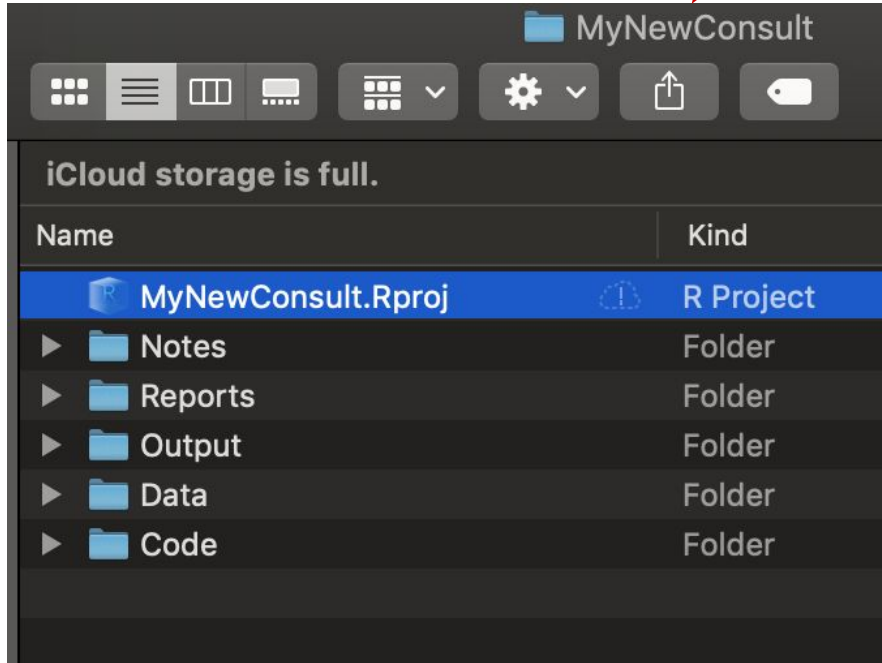 MyNewConsult
iCloud storage is full.
Name Kind
MyNewConsult.Rproj R Project
Notes Folder
Reports Folder
Output Folder
Data Folder
Code Folder